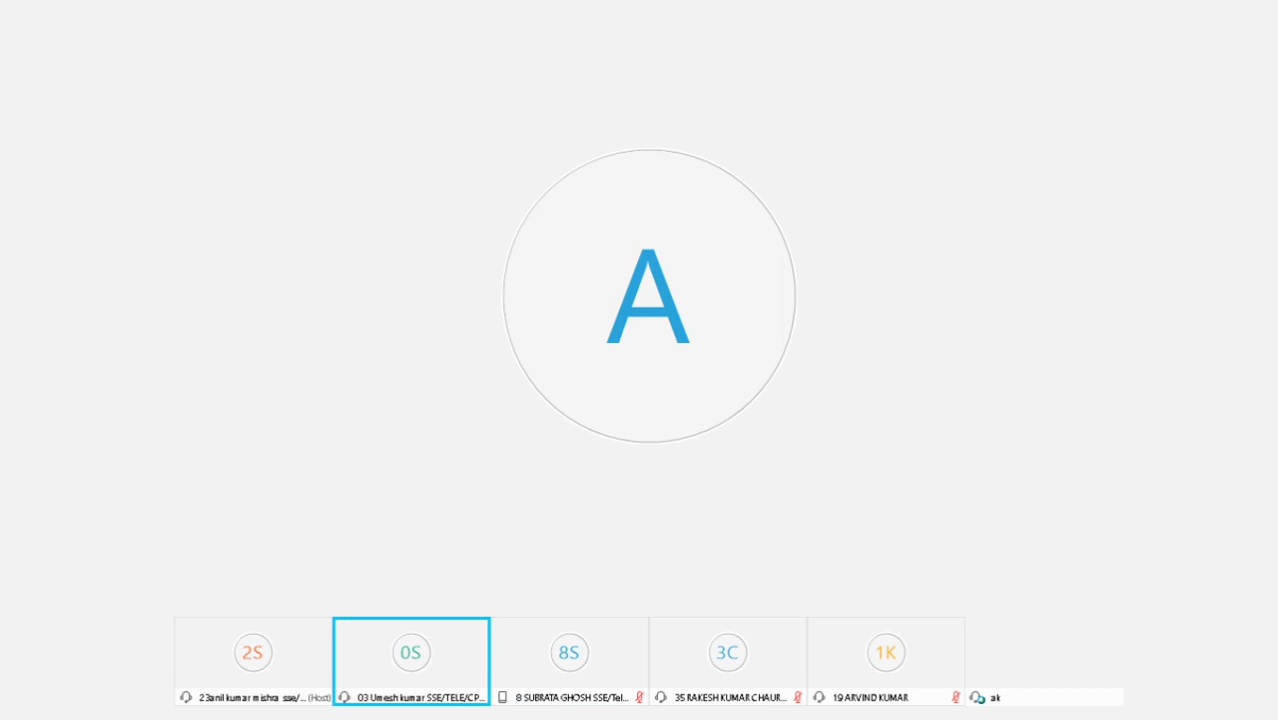 A
2S
0S
8S
3C
1K
23anil kumar mishra sse/... (Host)
03 Umesh kumar SSE/TELE/CP...
8 SUBRATA GHOSH SSE/Tel...
35 RAKESH KUMAR CHAUR...
19 ARVIND KUMAR
ak